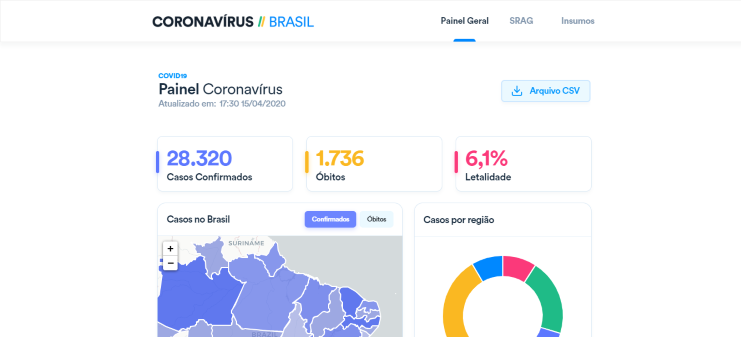 CORONAVÍRUS // BRASIL
Painel Geral
SRAG
Insumos
COVID19
Painel Coronavírus
Atualizado em: 17:30 15/04/2020
Arquivo CSV
28.320
Casos Confirmados
1.736
Óbitos
6,1%
Letalidade
Casos no Brasil
Confirmados
Óbitos
Casos por região
+
−
SURINAME
BRAZIL